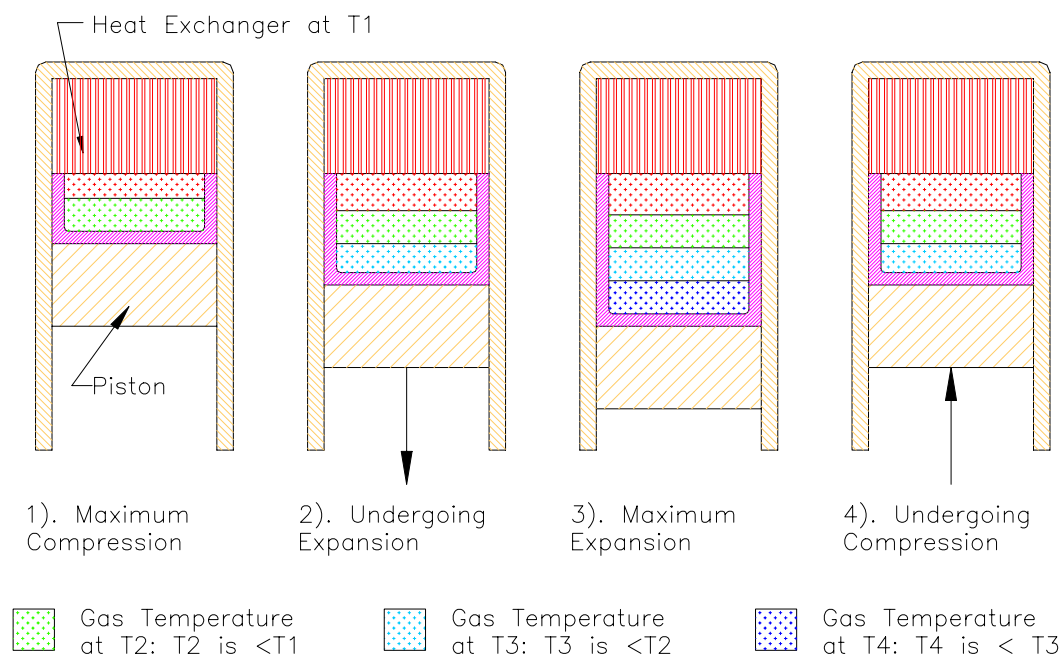 Heat Exchanger at T1
Piston
1). Maximum
Compression
2). Undergoing
Expansion
3). Maximum
Expansion
4). Undergoing
Compression
Gas Temperature
at T2: T2 is <T1
Gas Temperature
at T3: T3 is <T2
Gas Temperature
at T4: T4 is < T3